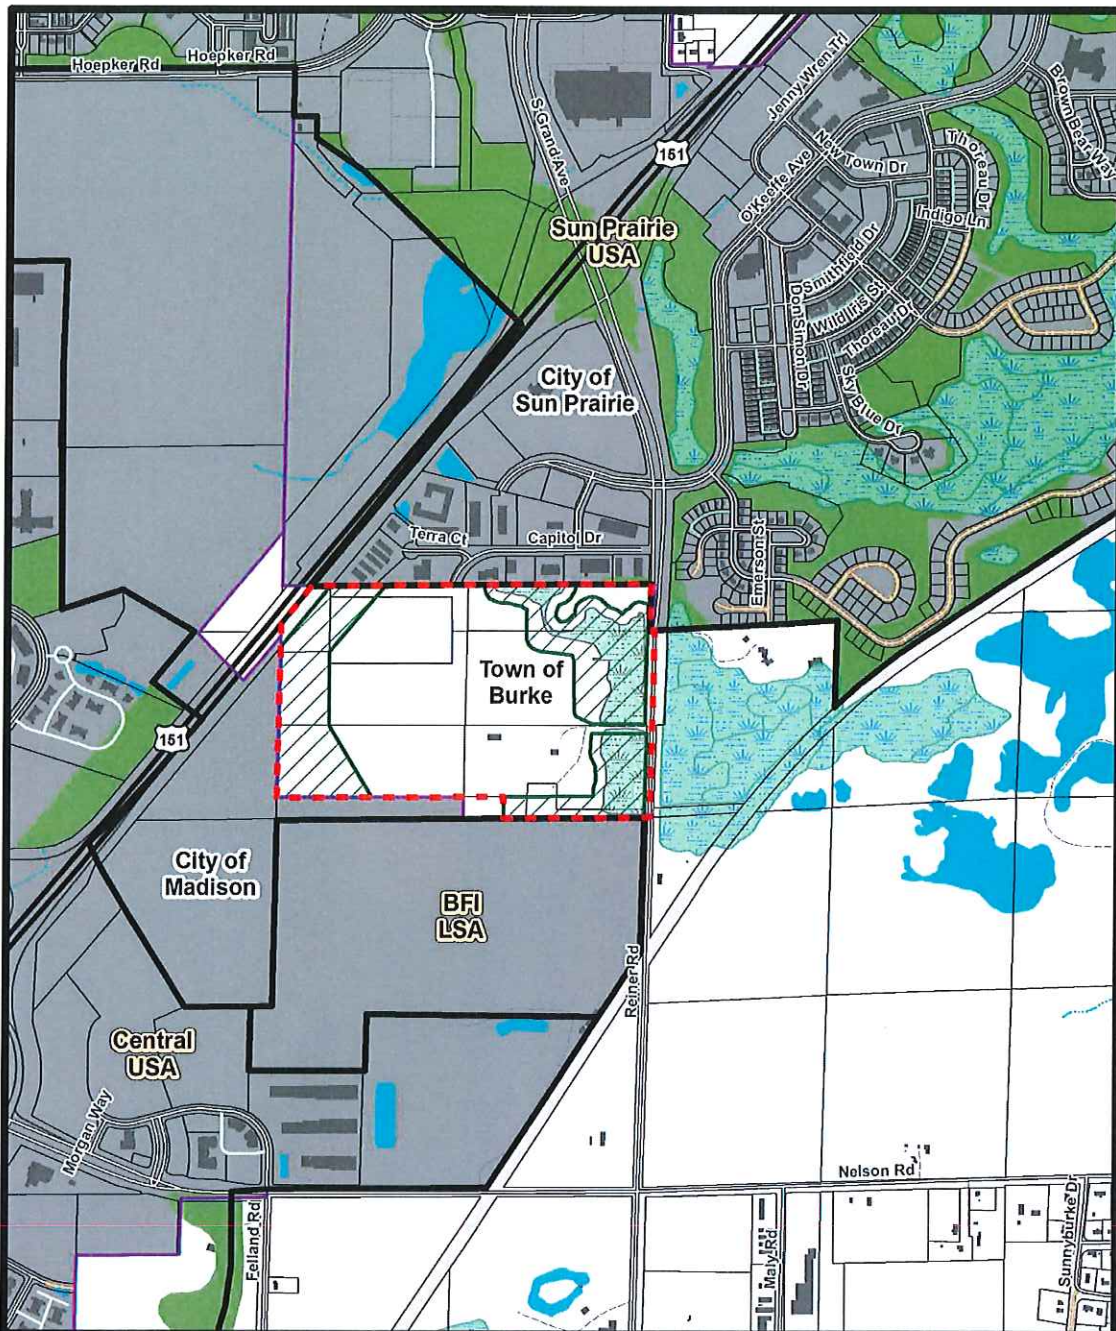 Hoepker Rd
Hoepker Rd
S Grand Ave
Jenny Wren Trl
Brown Bear Way
151
New Town Dr
Thoreau Dr
O'Keeffe Ave
Indigo Ln
Sun Prairie
USA
Smithfield Dr
Wild Iris St
Don Simon Dr
Thoreau Dr
City of
Sun Prairie
Sky Blue Dr
Terra Ct
Capitol Dr
Emerson St
Town of
Burke
151
City of
Madison
BFI
LSA
Reiner Rd
Central
USA
Morgan Way
Nelson Rd
Felland Rd
Maly Rd
Sunnyburke Dr